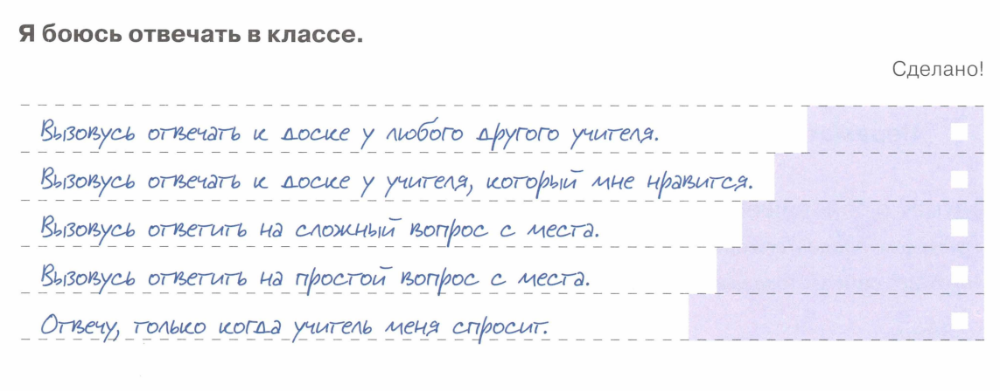 Я боюсь отвечать в классе.
Сделано!
Вызовусь отвечать к доске у любого другого учителя.
Вызовусь отвечать к доске у учителя, который мне нравится.
Вызовусь ответить на сложный вопрос с места.
Вызовусь ответить на простой вопрос с места.
Отвечу, только когда учитель меня спросит.